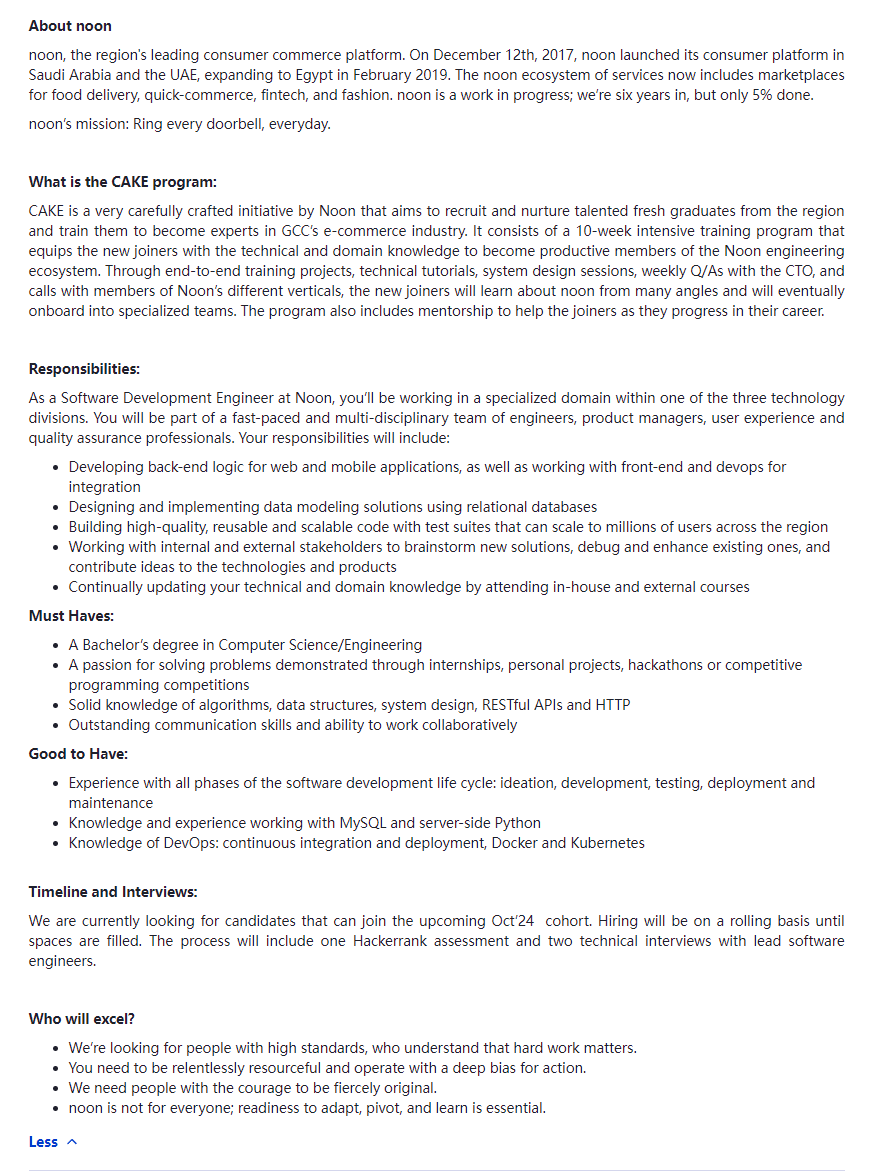 About noon
noon, the region's leading consumer commerce platform. On December 12th, 2017, noon launched its consumer platform in
Saudi Arabia and the UAE, expanding to Egypt in February 2019. The noon ecosystem of services now includes marketplaces
for food delivery, quick-commerce, fintech, and fashion. noon is a work in progress; we’re six years in, but only 5% done.
noon’s mission: Ring every doorbell, everyday.
What is the CAKE program:
CAKE is a very carefully crafted initiative by Noon that aims to recruit and nurture talented fresh graduates from the region
and train them to become experts in GCC’s e-commerce industry. It consists of a 10-week intensive training program that
equips the new joiners with the technical and domain knowledge to become productive members of the Noon engineering
ecosystem. Through end-to-end training projects, technical tutorials, system design sessions, weekly Q/As with the CTO, and
calls with members of Noon’s different verticals, the new joiners will learn about noon from many angles and will eventually
onboard into specialized teams. The program also includes mentorship to help the joiners as they progress in their career.
Responsibilities:
As a Software Development Engineer at Noon, you’ll be working in a specialized domain within one of the three technology
divisions. You will be part of a fast-paced and multi-disciplinary team of engineers, product managers, user experience and
quality assurance professionals. Your responsibilities will include:
• Developing back-end logic for web and mobile applications, as well as working with front-end and devops for
integration
• Designing and implementing data modeling solutions using relational databases
• Building high-quality, reusable and scalable code with test suites that can scale to millions of users across the region
• Working with internal and external stakeholders to brainstorm new solutions, debug and enhance existing ones, and
contribute ideas to the technologies and products
• Continually updating your technical and domain knowledge by attending in-house and external courses
Must Haves:
• A Bachelor’s degree in Computer Science/Engineering
• A passion for solving problems demonstrated through internships, personal projects, hackathons or competitive
programming competitions
• Solid knowledge of algorithms, data structures, system design, RESTful APIs and HTTP
• Outstanding communication skills and ability to work collaboratively
Good to Have:
• Experience with all phases of the software development life cycle: ideation, development, testing, deployment and
maintenance
• Knowledge and experience working with MySQL and server-side Python
• Knowledge of DevOps: continuous integration and deployment, Docker and Kubernetes
Timeline and Interviews:
We are currently looking for candidates that can join the upcoming Oct’24 cohort. Hiring will be on a rolling basis until
spaces are filled. The process will include one Hackerrank assessment and two technical interviews with lead software
engineers.
Who will excel?
• We’re looking for people with high standards, who understand that hard work matters.
• You need to be relentlessly resourceful and operate with a deep bias for action.
• We need people with the courage to be fiercely original.
• noon is not for everyone; readiness to adapt, pivot, and learn is essential.
Less